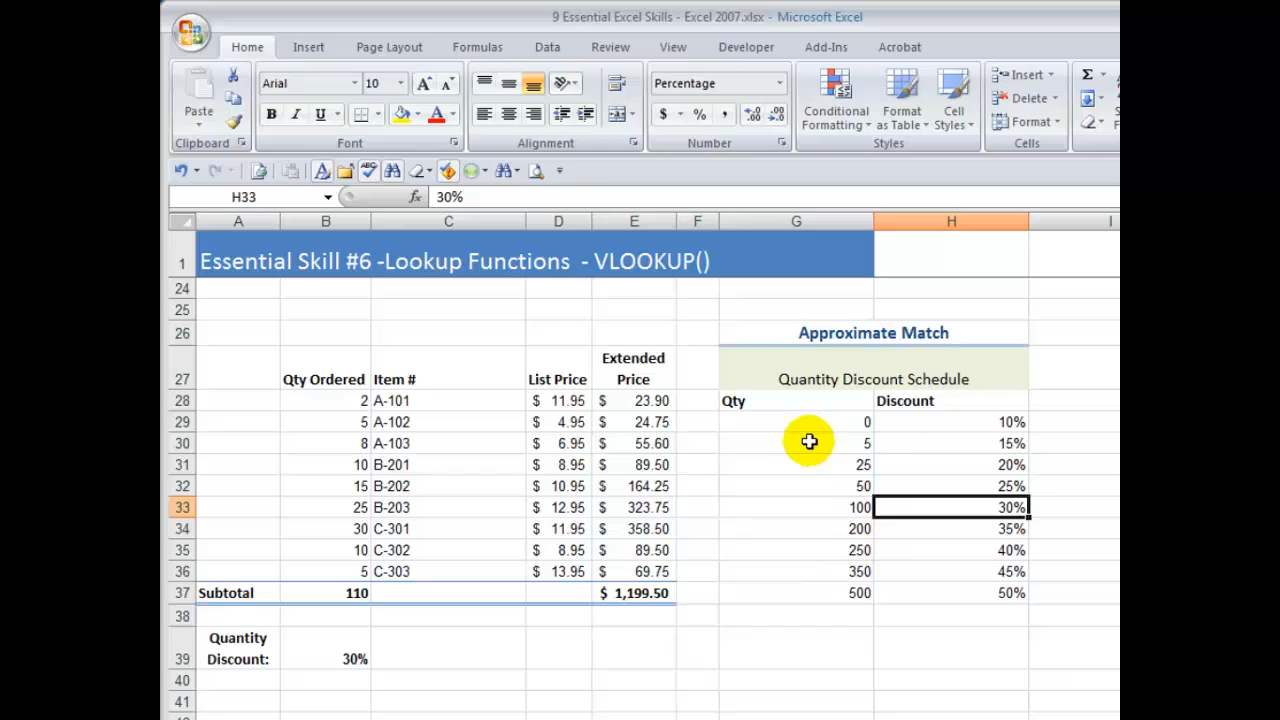 9 Essential Excel Skills - Excel 2007.xlsx - Microsoft Excel
Home Insert Page Layout Formulas Data Review View Developer Add-Ins Acrobat
Arial 10 Percentage Insert Σ
Paste Conditional Format Cell Delete
B I U $ % , Formatting as Table Styles Format
Clipboard Font Alignment Number Styles Cells
H33 fx 30%
A B C D E F G H I
1 Essential Skill #6 -Lookup Functions - VLOOKUP()
24
25
26 Approximate Match
Extended
27 Qty Ordered Item # List Price Price Quantity Discount Schedule
28 2 A-101 $ 11.95 $ 23.90 Qty Discount
29 5 A-102 $ 4.95 $ 24.75 0 10%
30 8 A-103 $ 6.95 $ 55.60 5 15%
31 10 B-201 $ 8.95 $ 89.50 25 20%
32 15 B-202 $ 10.95 $ 164.25 50 25%
33 25 B-203 $ 12.95 $ 323.75 100 30%
34 30 C-301 $ 11.95 $ 358.50 200 35%
35 10 C-302 $ 8.95 $ 89.50 250 40%
36 5 C-303 $ 13.95 $ 69.75 350 45%
37 Subtotal 110 $ 1,199.50 500 50%
38
Quantity
39 Discount: 30%
40
41